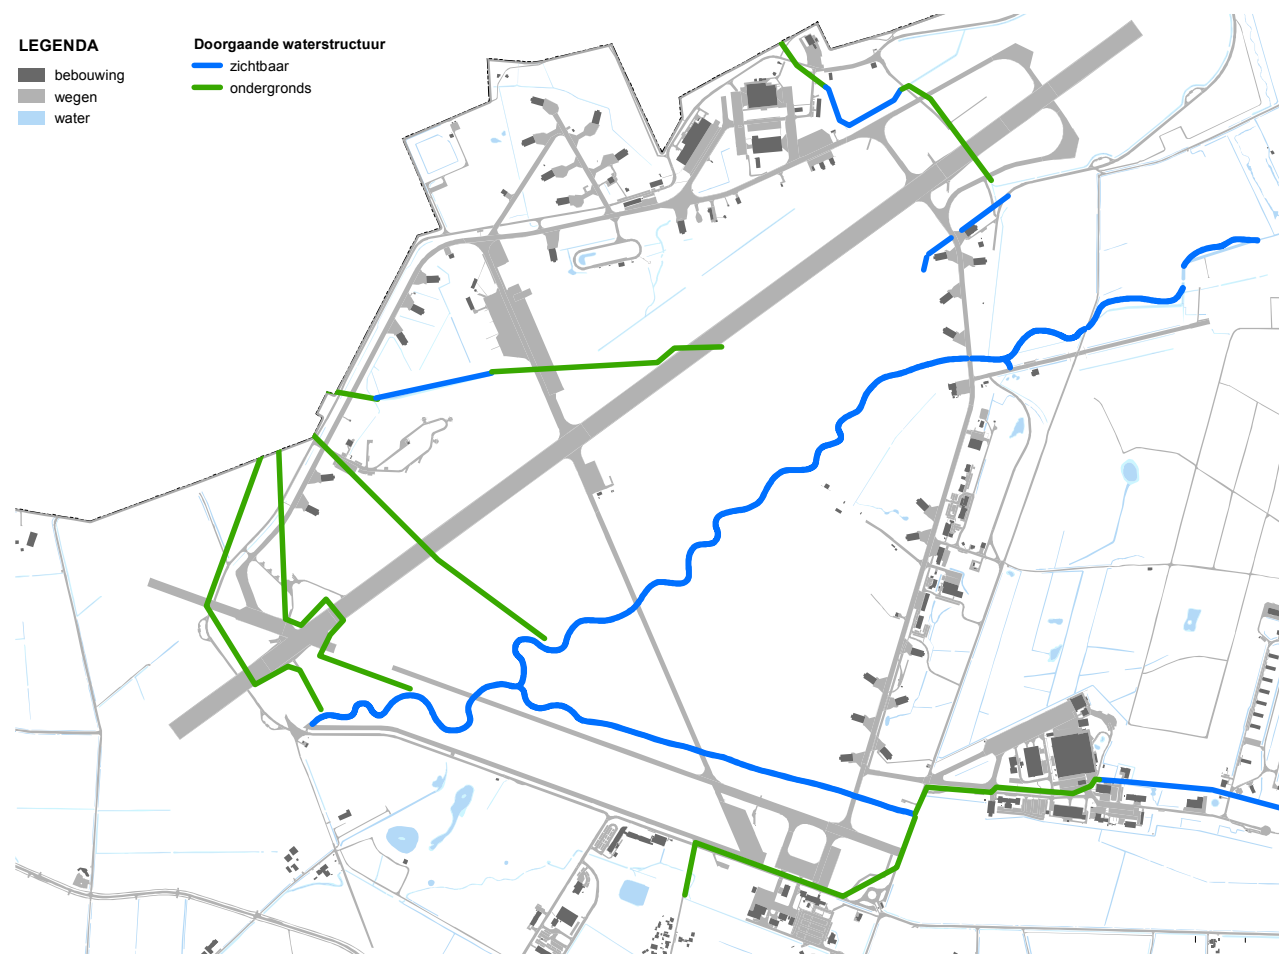 LEGENDA
bebouwing
wegen
water
Doorgaande waterstructuur
zichtbaar
ondergronds